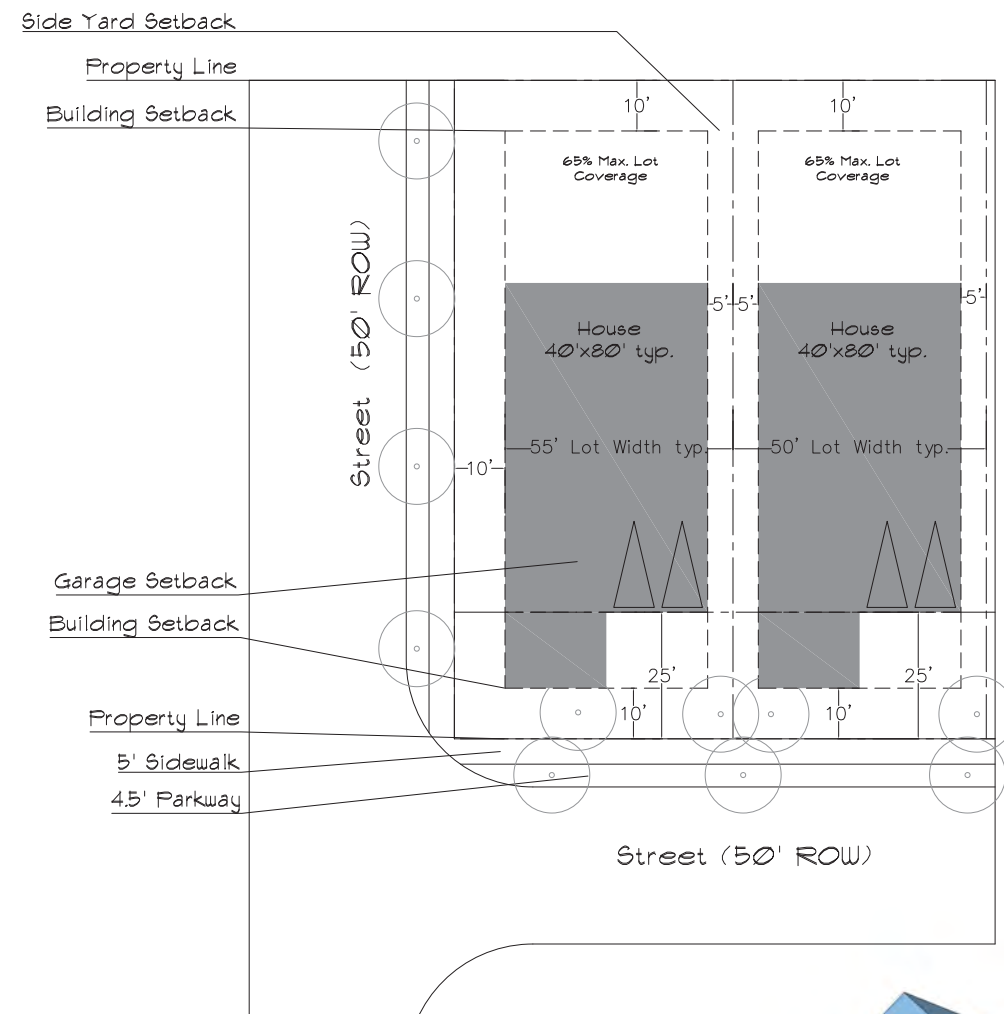 Side Yard Setback
Property Line
Building Setback
10'
10'
65% Max. Lot
Coverage
65% Max. Lot
Coverage
Street (50' ROW)
5'
5'
5'
House
40'x80' typ.
House
40'x80' typ.
55' Lot Width typ.
50' Lot Width typ.
10'
Garage Setback
Building Setback
25'
25'
10'
10'
Property Line
5' Sidewalk
4.5' Parkway
Street (50' ROW)